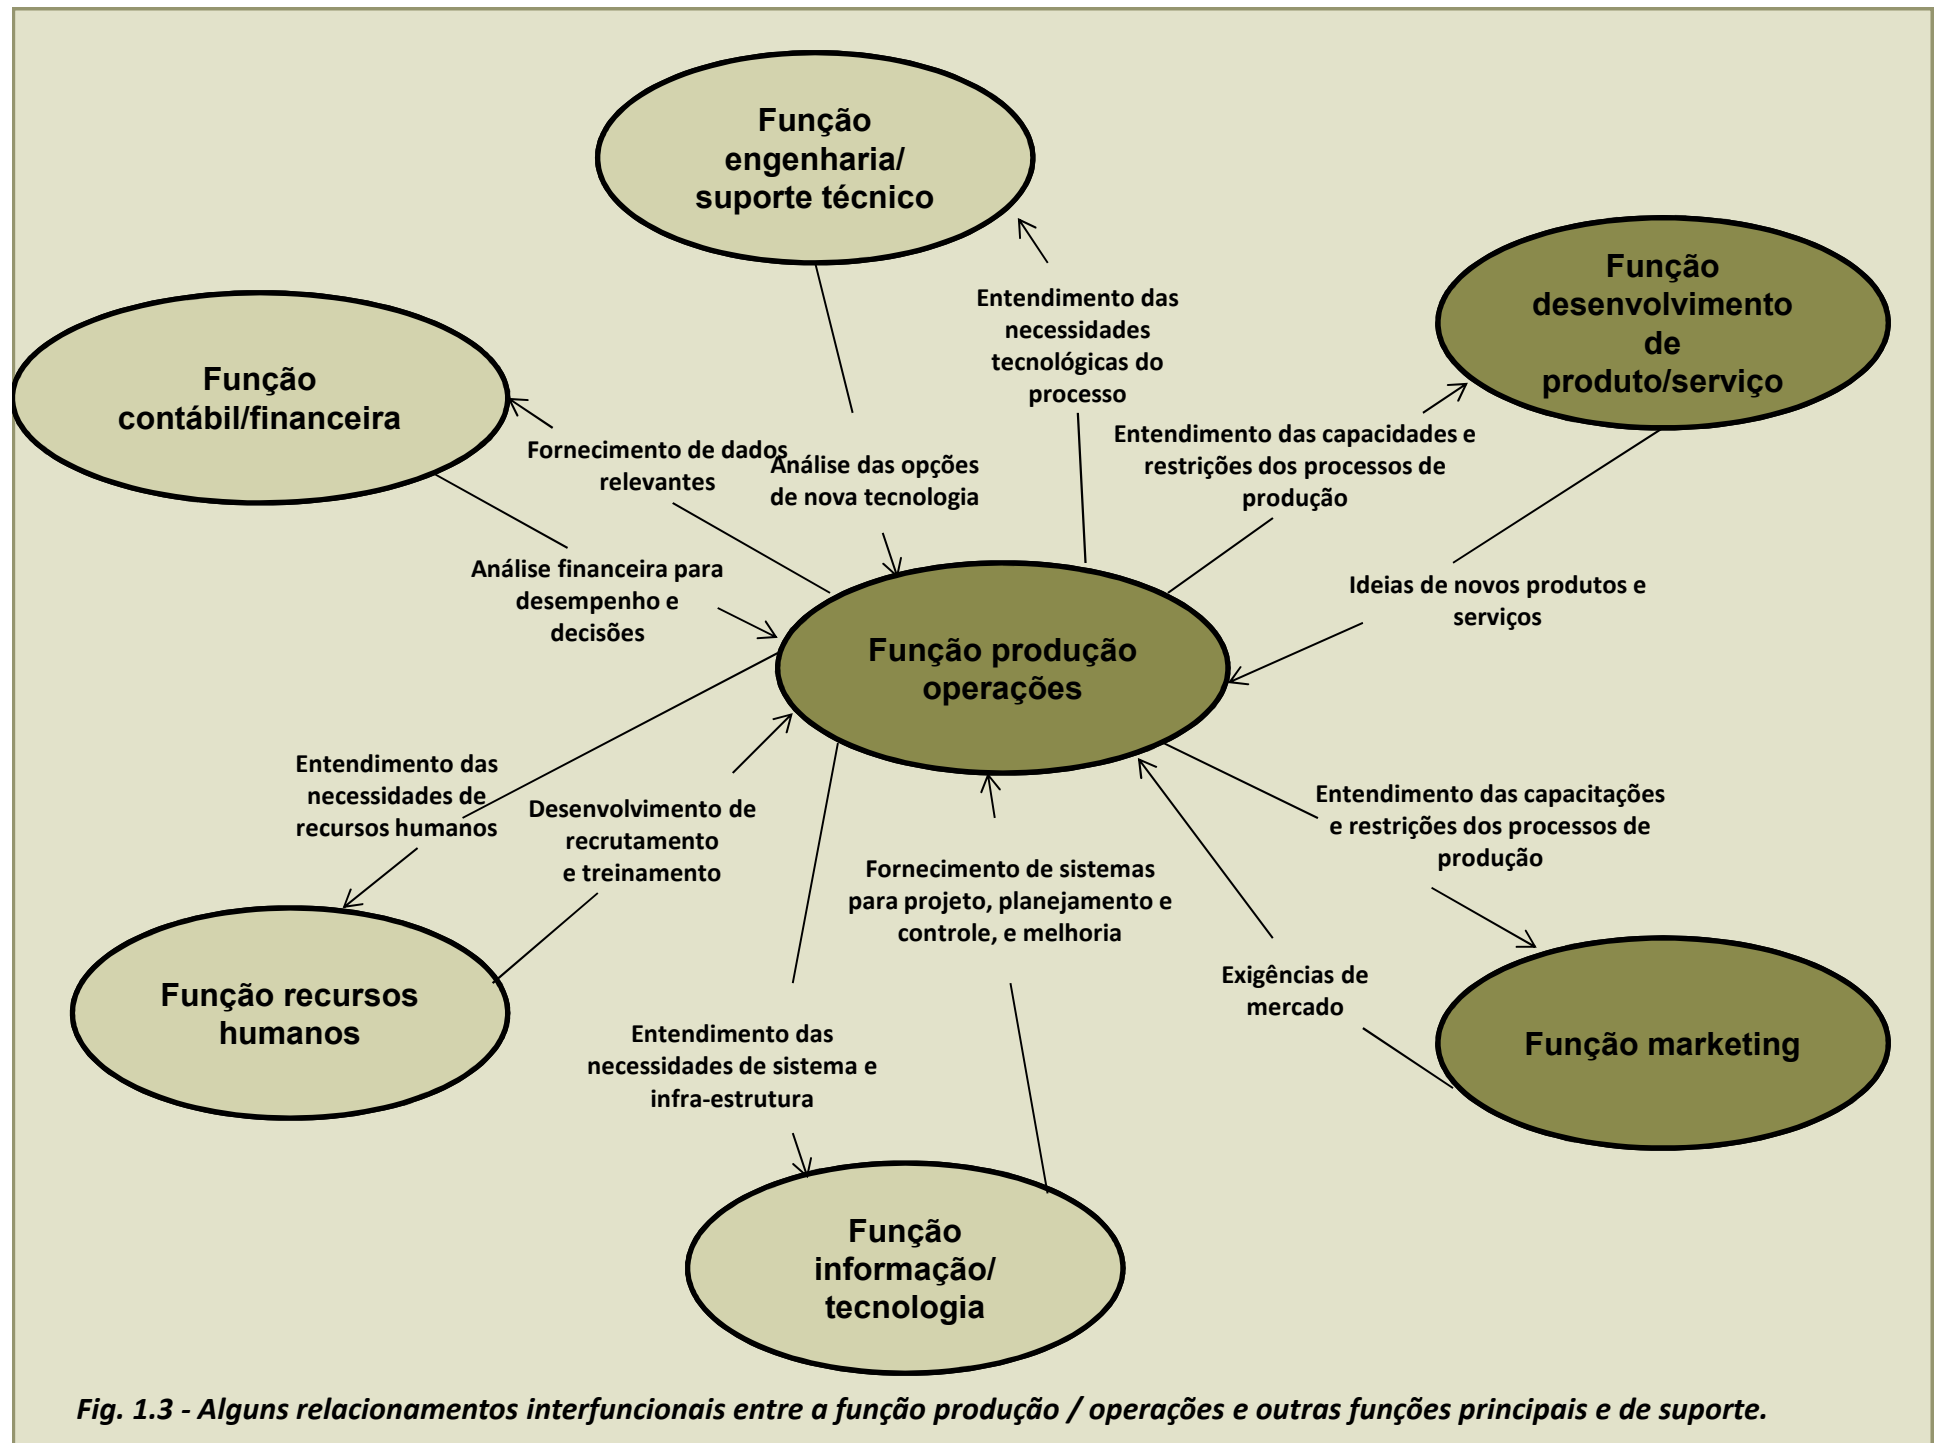 Função
engenharia/
suporte técnico
Função
desenvolvimento
de
produto/serviço
Entendimento das
necessidades
tecnológicas do
processo
Função
contábil/financeira
Fornecimento de dados
relevantes
Análise das opções
de nova tecnologia
Entendimento das capacidades e
restrições dos processos de
produção
Análise financeira para
desempenho e
decisões
Ideias de novos produtos e
serviços
Função produção
operações
Entendimento das
necessidades de
recursos humanos
Desenvolvimento de
recrutamento
e treinamento
Fornecimento de sistemas
para projeto, planejamento e
controle, e melhoria
Entendimento das capacitações
e restrições dos processos de
produção
Exigências de
mercado
Função recursos
humanos
Entendimento das
necessidades de sistema e
infra-estrutura
Função marketing
Função
informação/
tecnologia
Fig. 1.3 - Alguns relacionamentos interfuncionais entre a função produção / operações e outras funções principais e de suporte.